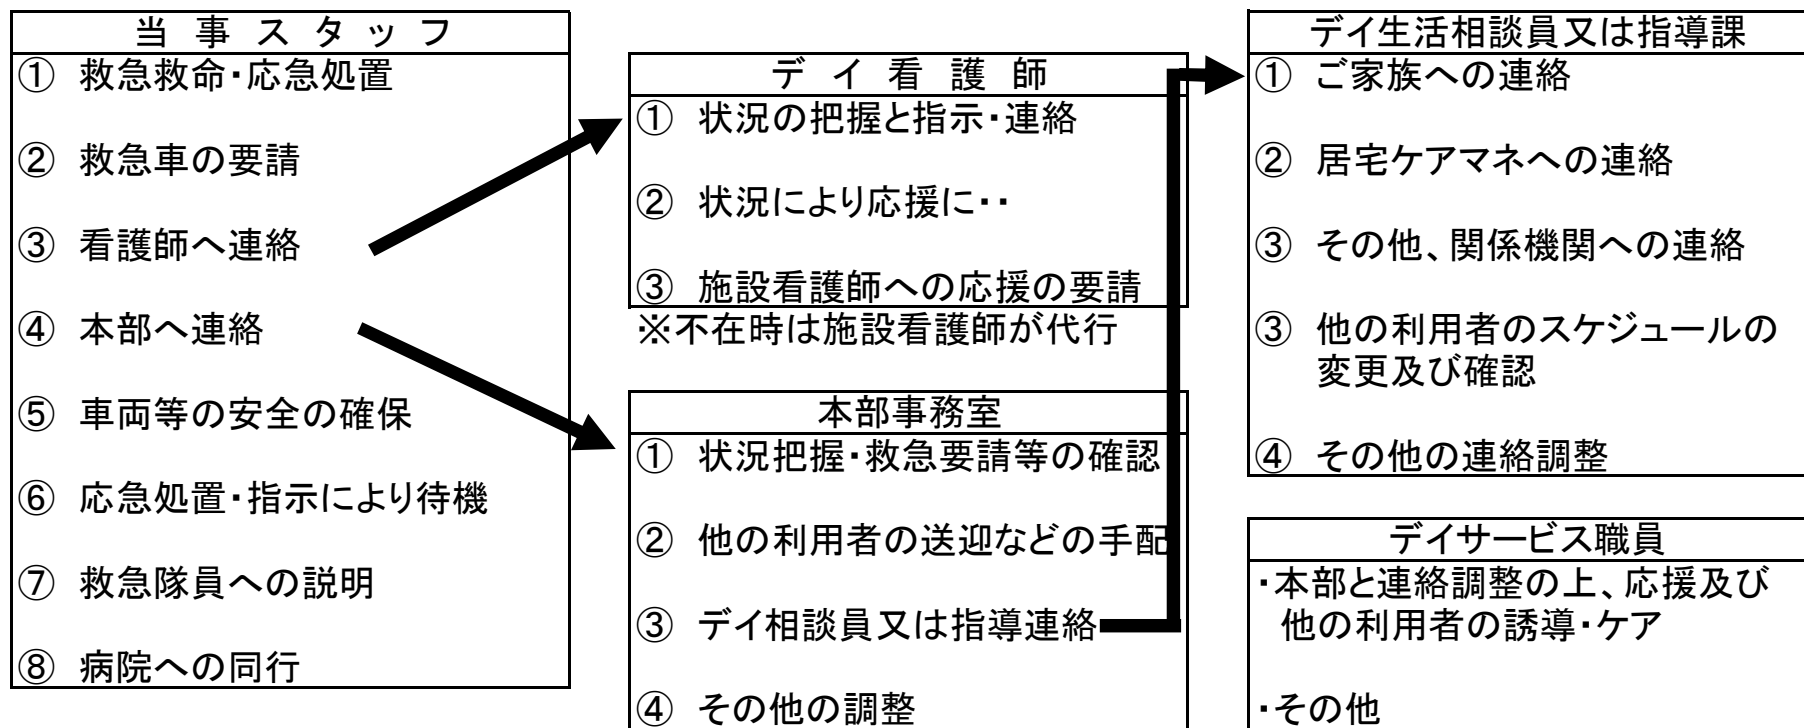 当事スタッフ
① 救急救命・応急処置
② 救急車の要請
③ 看護師へ連絡
④ 本部へ連絡
⑤ 車両等の安全の確保
⑥ 応急処置・指示により待機
⑦ 救急隊員への説明
⑧ 病院への同行
デイ看護師
① 状況の把握と指示・連絡
② 状況により応援に・・
③ 施設看護師への応援の要請
※不在時は施設看護師が代行
本部事務室
① 状況把握・救急要請等の確認
② 他の利用者の送迎などの手配
③ デイ相談員又は指導連絡
④ その他の調整
デイ生活相談員又は指導課
① ご家族への連絡
② 居宅ケアマネへの連絡
③ その他、関係機関への連絡
③ 他の利用者のスケジュールの
変更及び確認
④ その他の連絡調整
デイサービス職員
・本部と連絡調整の上、応援及び
他の利用者の誘導・ケア
・その他